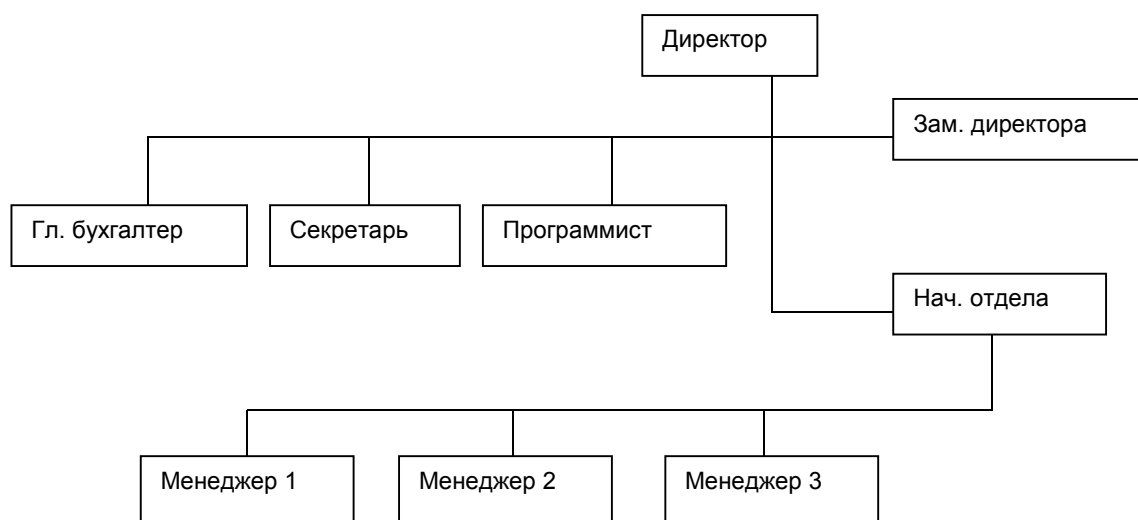 Директор
Зам. директора
Гл. бухгалтер
Секретарь
Программист
Нач. отдела
Менеджер 1
Менеджер 2
Менеджер 3